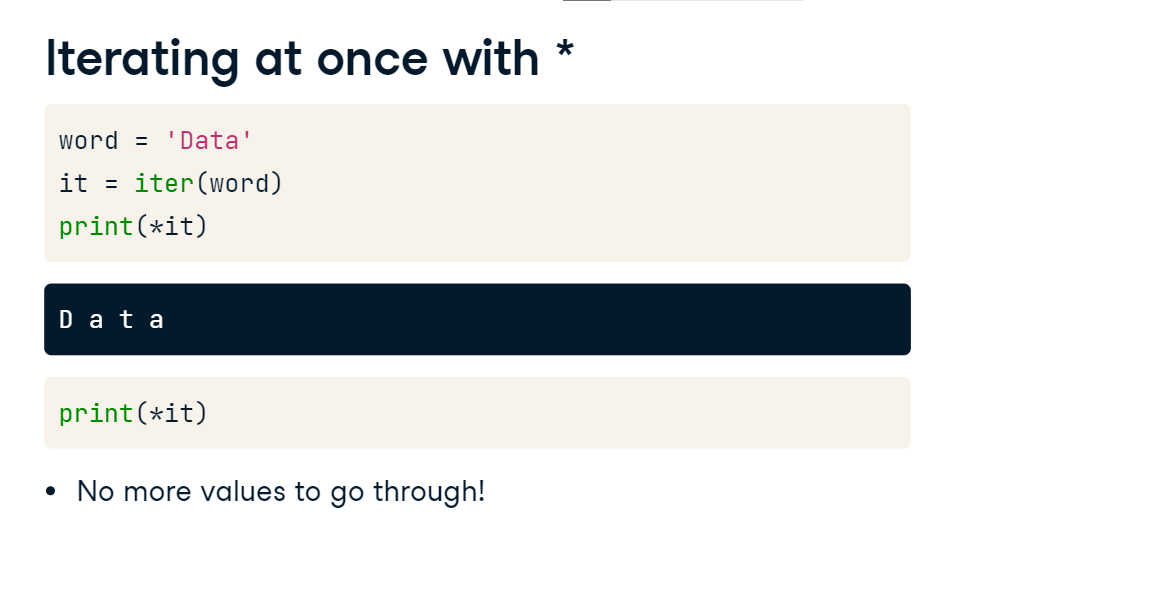 Iterating at once with *
word = 'Data'
it = iter(word)
print(*it)
D a t a
print(*it)
• No more values to go through!